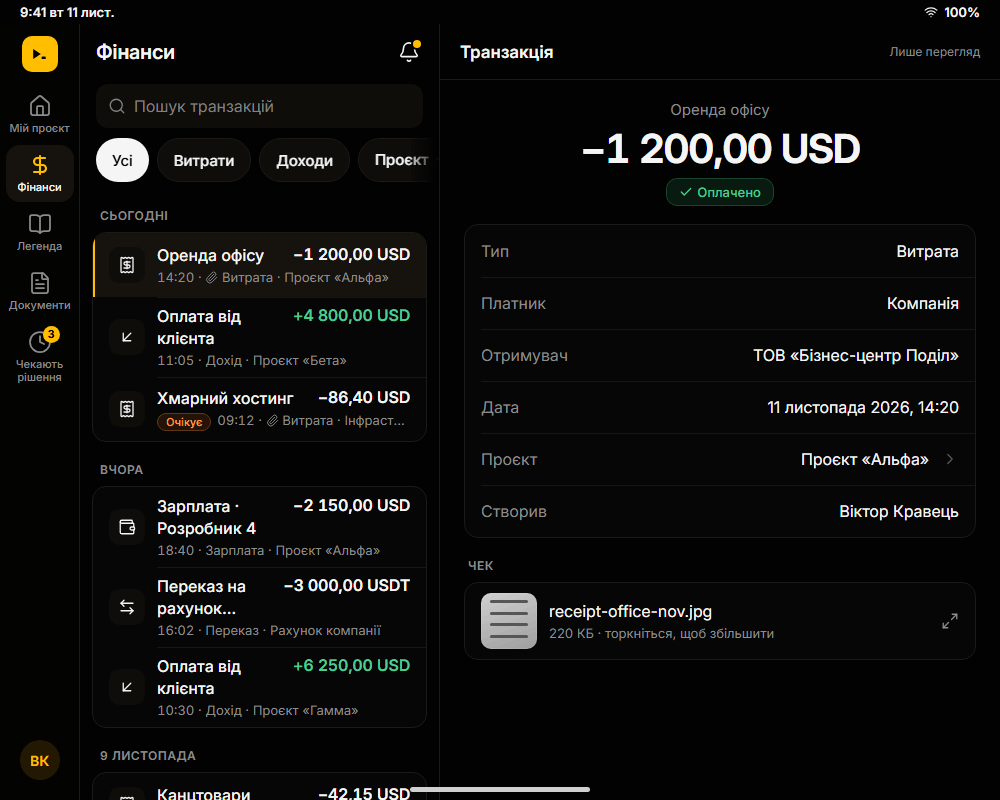 9:41 вт 11 лист.
100%
Мій проєкт
Фінанси
Легенда
Документи
3
Чекають
рішення
ВК
Фінанси
Пошук транзакцій
Усі
Витрати
Доходи
Проєкт
СЬОГОДНІ
Оренда офісу −1 200,00 USD
14:20 · Витрата · Проєкт «Альфа»
Оплата від +4 800,00 USD
клієнта
11:05 · Дохід · Проєкт «Бета»
Хмарний хостинг −86,40 USD
Очікує 09:12 · Витрата · Інфраст…
ВЧОРА
Зарплата · −2 150,00 USD
Розробник 4
18:40 · Зарплата · Проєкт «Альфа»
Переказ на −3 000,00 USDT
рахунок…
16:02 · Переказ · Рахунок компанії
Оплата від +6 250,00 USD
клієнта
10:30 · Дохід · Проєкт «Гамма»
9 ЛИСТОПАДА
Канцтовари −42,15 USD
Транзакція
Лише перегляд
Оренда офісу
−1 200,00 USD
Оплачено
Тип Витрата
Платник Компанія
Отримувач ТОВ «Бізнес-центр Поділ»
Дата 11 листопада 2026, 14:20
Проєкт Проєкт «Альфа»
Створив Віктор Кравець
ЧЕК
receipt-office-nov.jpg
220 КБ · торкніться, щоб збільшити